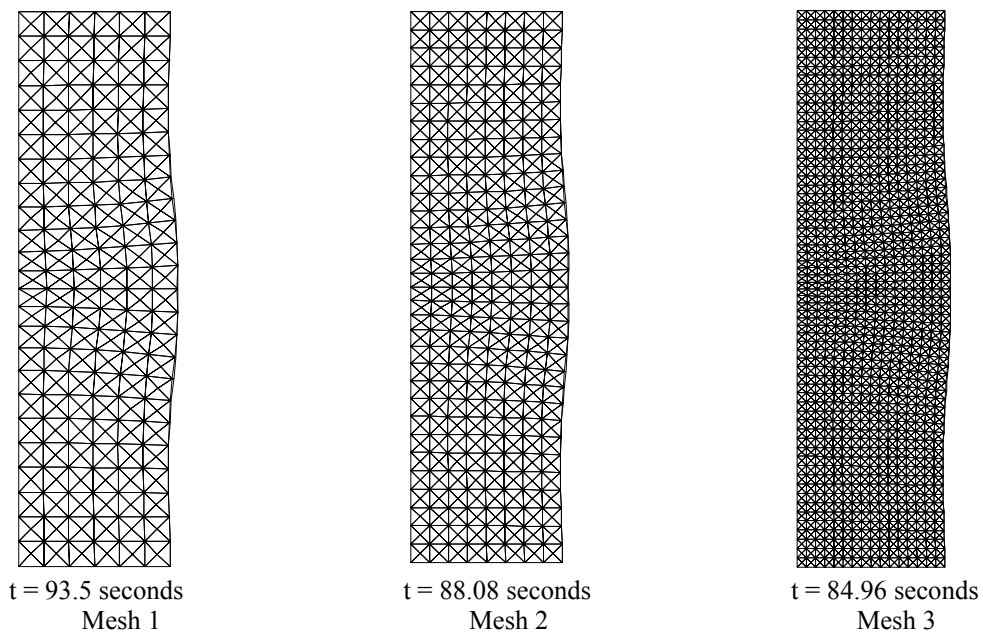 t = 93.5 seconds
Mesh 1
t = 88.08 seconds
Mesh 2
t = 84.96 seconds
Mesh 3